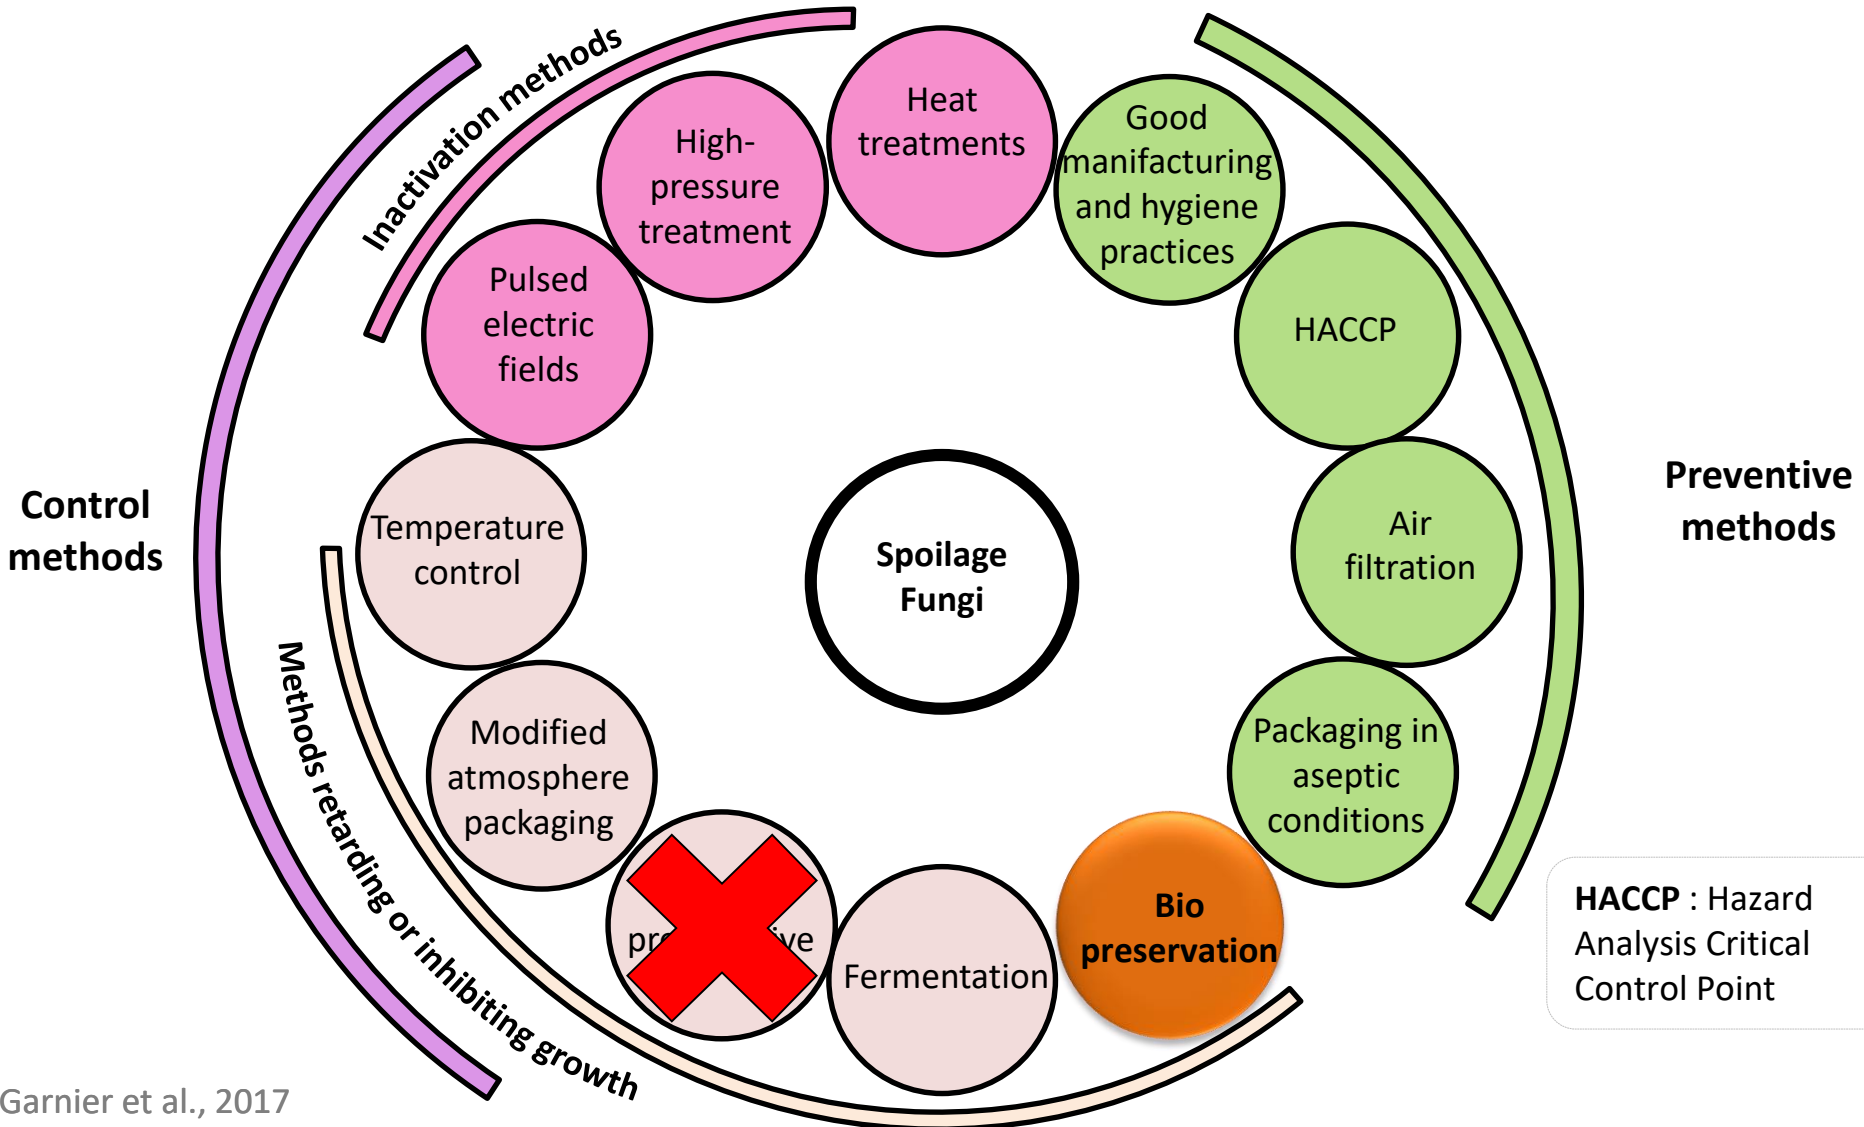 Inactivation methods
Heat
treatments
High-
pressure
treatment
Pulsed
electric
fields
Good
manifacturing
and hygiene
practices
HACCP
Air
filtration
Packaging in
aseptic
conditions
Control
methods
Preventive
methods
Temperature
control
Spoilage
Fungi
Modified
atmosphere
packaging
Methods retarding or inhibiting growth
Fermentation
Bio
preservation
HACCP : Hazard
Analysis Critical
Control Point
Garnier et al., 2017